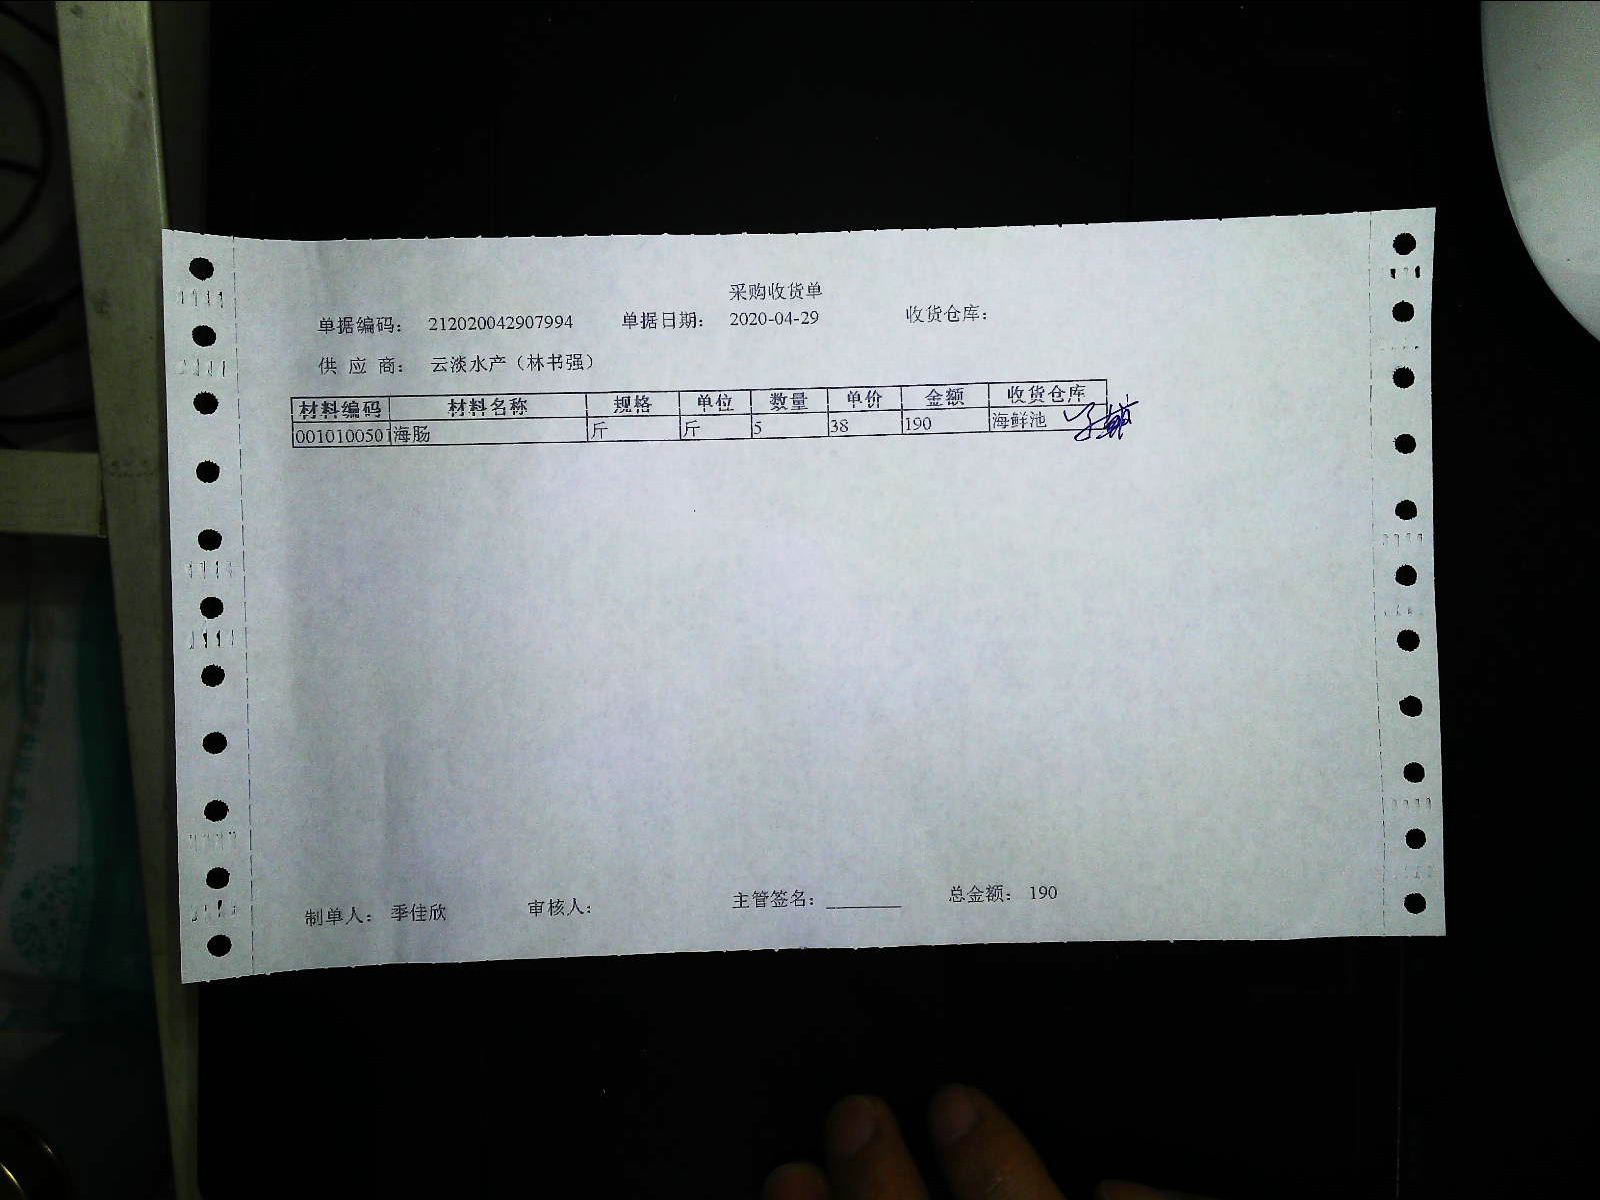 采购收货单
单据编码： 212020042907994 单据日期： 2020-04-29 收货仓库：
供 应 商： 云淡水产（林书强）
材料编码 材料名称 规格 单位 数量 单价 金额 收货仓库
0010100501 海肠 斤 斤 5 38 190 海鲜池
制单人： 季佳欣 审核人： 主管签名：________ 总金额： 190